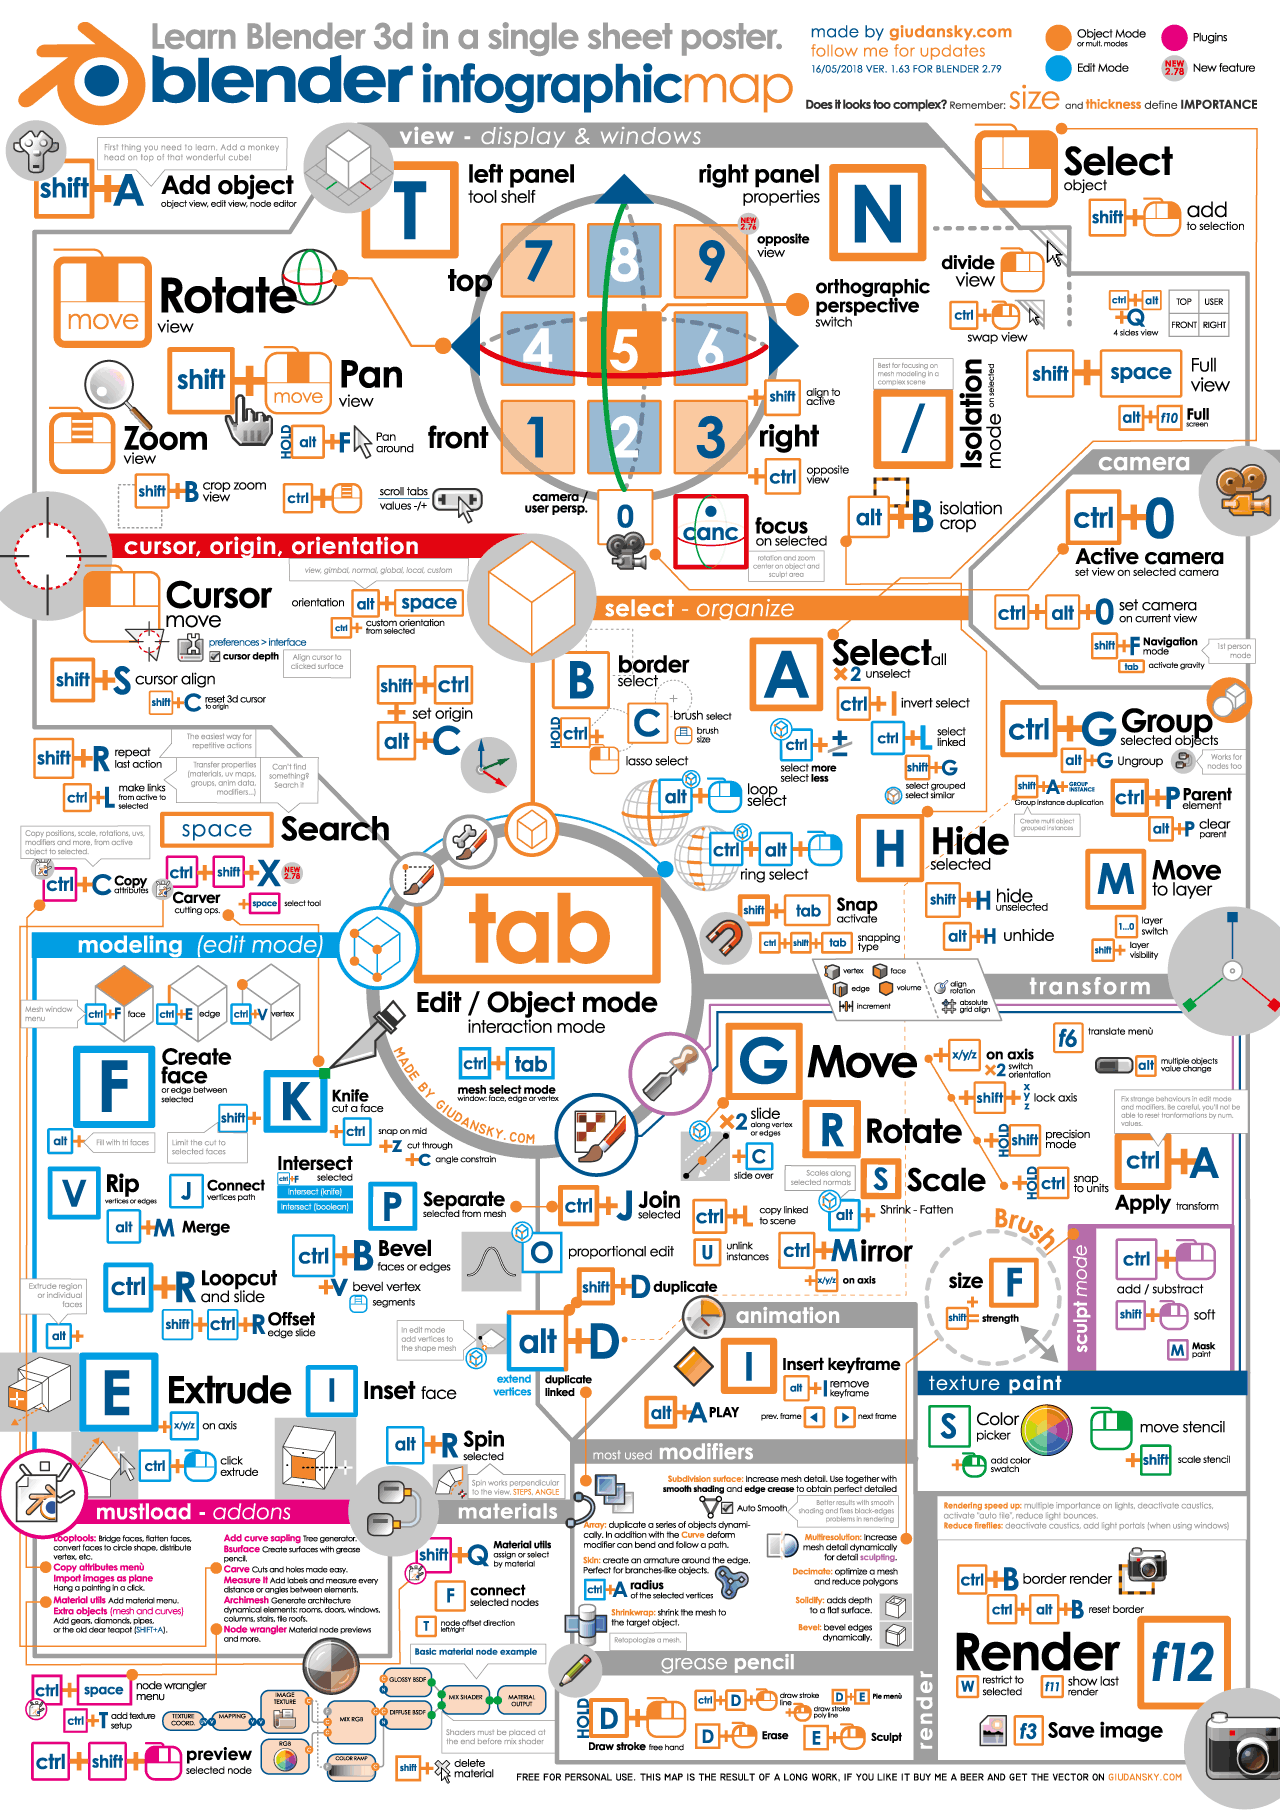 Learn Blender 3d in a single sheet poster.
blender infographicmap
made by giudansky.com
follow me for updates
16/05/2018 VER. 1.63 FOR BLENDER 2.79
Object Mode
or mult. modes
Plugins
Edit Mode
NEW 2.78
New feature
Does it looks too complex? Remember: size and thickness define IMPORTANCE
view - display & windows
First thing you need to learn. Add a monkey
head on top of that wonderful cube!
shift+A
Add object
object view, edit view, node editor
T
left panel
tool shelf
right panel
properties
N
Select
object
shift+
add
to selection
move
Rotate
view
shift+
move
Pan
view
Zoom
view
HOLD
alt+F
Pan
around
shift+B
crop zoom
view
ctrl+
scroll tabs
values -/+
7 8 9
4 5 6
1 2 3
0
top
front
right
NEW 2.76
opposite
view
orthographic
perspective
switch
+shift
align to
active
+ctrl
opposite
view
camera /
user persp.
canc
focus
on selected
rotation and zoom
center on object and
sculpt area
divide
view
ctrl+
swap view
ctrl+alt
+Q
4 sides view
TOP USER
FRONT RIGHT
shift+space
Full
view
alt+f10
Full
screen
Best for focusing on
mesh modeling in a
complex scene
/
Isolation
mode on selected
alt+B
isolation
crop
camera
ctrl+0
Active camera
set view on selected camera
ctrl+alt+0
set camera
on current view
shift+F
Navigation
mode
1st person
mode
tab
activate gravity
cursor, origin, orientation
view, gimbal, normal, global, local, custom
Cursor
move
orientation
alt+space
ctrl+
custom orientation
from selected
preferences > interface
cursor depth
Align cursor to
clicked surface
shift+S
cursor align
shift+C
reset 3d cursor
to origin
shift+ctrl
+
set origin
alt+C
select - organize
B
border
select
HOLD
ctrl+
lasso select
C
brush select
brush
size
A
Select all
×2 unselect
ctrl+I
invert select
ctrl+±
select more
select less
ctrl+L
select
linked
shift+G
select grouped
select similar
alt+
loop
select
ctrl+alt+
ring select
ctrl+G
Group
selected objects
alt+G
Ungroup
Works for
nodes too
shift+A+GROUP
INSTANCE
Group instance duplication
Create multi object
grouped instances
ctrl+P
Parent
element
alt+P
clear
parent
H
Hide
selected
shift+H
hide
unselected
alt+H
unhide
M
Move
to layer
1...0
layer
switch
shift+
layer
visibility
shift+R
repeat
last action
The easiest way for
repetitive actions
ctrl+L
make links
from active to
selected
Transfer properties
(materials, uv maps,
groups, anim data,
modifiers...)
Can't find
something?
Search it
space
Search
Copy positions, scale, rotations, uvs,
modifiers and more, from active
object to selected.
ctrl+C
Copy
attributes
ctrl+shift+X
NEW 2.78
Carver
cutting ops.
+space
select tool
shift+tab
Snap
activate
ctrl+shift+tab
snapping
type
tab
Edit / Object mode
interaction mode
ctrl+tab
mesh select mode
window: face, edge or vertex
MADE BY GIUDANSKY.COM
modeling (edit mode)
Mesh window
menu
ctrl+F
face
ctrl+E
edge
ctrl+V
vertex
F
Create
face
or edge between
selected
alt+
Fill with tri faces
K
Knife
cut a face
shift+
Limit the cut to
selected faces
+ctrl
snap on mid
+Z cut through
+C angle constrain
V
Rip
vertices or edges
J
Connect
vertices path
Intersect
ctrl+F
selected
Intersect (knife)
Intersect (boolean)
alt+M
Merge
P
Separate
selected from mesh
ctrl+J
Join
selected
ctrl+B
Bevel
faces or edges
+V bevel vertex
segments
O
proportional edit
ctrl+R
Loopcut
and slide
shift+ctrl+R
Offset
edge slide
Extrude region
or individual
faces
alt+
shift+D
duplicate
In edit mode
add vertices to
the shape mesh
alt+D
extend
vertices
duplicate
linked
E
Extrude
+x/y/z on axis
I
Inset face
ctrl+
click
extrude
alt+R
Spin
selected
Spin works perpendicular
to the view. STEPS, ANGLE
transform
vertex
face
edge
volume
increment
align
rotation
absolute
grid align
G
Move
×2
slide
along vertex
or edges
+C
slide over
+x/y/z
on axis
×2 switch
orientation
+shift+ x y z
lock axis
f6
translate menù
alt
multiple objects
value change
R
Rotate
HOLD
shift
precision
mode
HOLD
+ctrl
snap
to units
Scales along
selected normals
S
Scale
alt+
Shrink - Fatten
Fix strange behaviours in edit mode
and modifiers. Be careful, you'll not be
able to reset tranformations by num.
values.
ctrl+A
Apply transform
ctrl+L
copy linked
to scene
U
unlink
instances
ctrl+Mirror
+x/y/z on axis
Brush
size
F
shift+
strength
sculpt mode
ctrl+
add / substract
shift+
soft
M
Mask
paint
animation
I
Insert keyframe
alt+I
remove
keyframe
alt+A PLAY
prev. frame
next frame
texture paint
S
Color
picker
add color
swatch
move stencil
+shift
scale stencil
most used modifiers
Subdivision surface: Increase mesh detail. Use together with
smooth shading and edge crease to obtain perfect detailed
Auto Smooth
Better results with smooth
shading and fixes black-edges
problems in rendering
Array: duplicate a series of objects dynami-
cally. In addition with the Curve deform
modifier can bend and follow a path.
Skin: create an armature around the edge.
Perfect for branches-like objects.
ctrl+A
radius
of the selected vertices
Shrinkwrap: shrink the mesh to
the target object.
Retopologize a mesh.
Multiresolution: increase
mesh detail dynamically
for detail sculpting.
Decimate: optimize a mesh
and reduce polygons
Solidify: adds depth
to a flat surface.
Bevel: bevel edges
dynamically.
mustload - addons
Looptools: Bridge faces, flatten faces,
convert faces to circle shape, distribute
vertex, etc.
Copy attributes menù
Import images as plane
Hang a painting in a click.
Material utils Add material menu.
Extra objects (mesh and curves)
Add gears, diamonds, pipes,
or the old dear teapot (SHIFT+A).
Add curve sapling Tree generator.
Bsurface Create surfaces with grease
pencil.
Carve Cuts and holes made easy.
Measure it Add labels and measure every
distance or angles between elements.
Archimesh Generate architecture
dynamical elements: rooms, doors, windows,
columns, stairs, tile roofs.
Node wrangler Material node previews
and more.
materials
shift+Q
Material utils
assign or select
by material
F
connect
selected nodes
T
node offset direction
left/right
Basic material node example
ctrl+space
node wrangler
menu
ctrl+T
add texture
setup
ctrl+shift+
preview
selected node
TEXTURE
COORD.
MAPPING
IMAGE
TEXTURE
RGB
MIX RGB
COLOR RAMP
GLOSSY BSDF
DIFFUSE BSDF
MIX SHADER
MATERIAL
OUTPUT
Shaders must be placed at
the end before mix shader
shift+
delete
material
grease pencil
HOLD
D+
Draw stroke free hand
ctrl+D+
draw stroke
line
draw stroke
poly line
D+E Pie menù
D+
Erase
E+
Sculpt
render
Rendering speed up: multiple importance on lights, deactivate caustics,
activate "auto tile", reduce light bounces.
Reduce fireflies: deactivate caustics, add light portals (when using windows)
ctrl+B
border render
ctrl+alt+B
reset border
Render
f12
W
restrict to
selected
f11
show last
render
f3
Save image
FREE FOR PERSONAL USE. THIS MAP IS THE RESULT OF A LONG WORK, IF YOU LIKE IT BUY ME A BEER AND GET THE VECTOR ON GIUDANSKY.COM